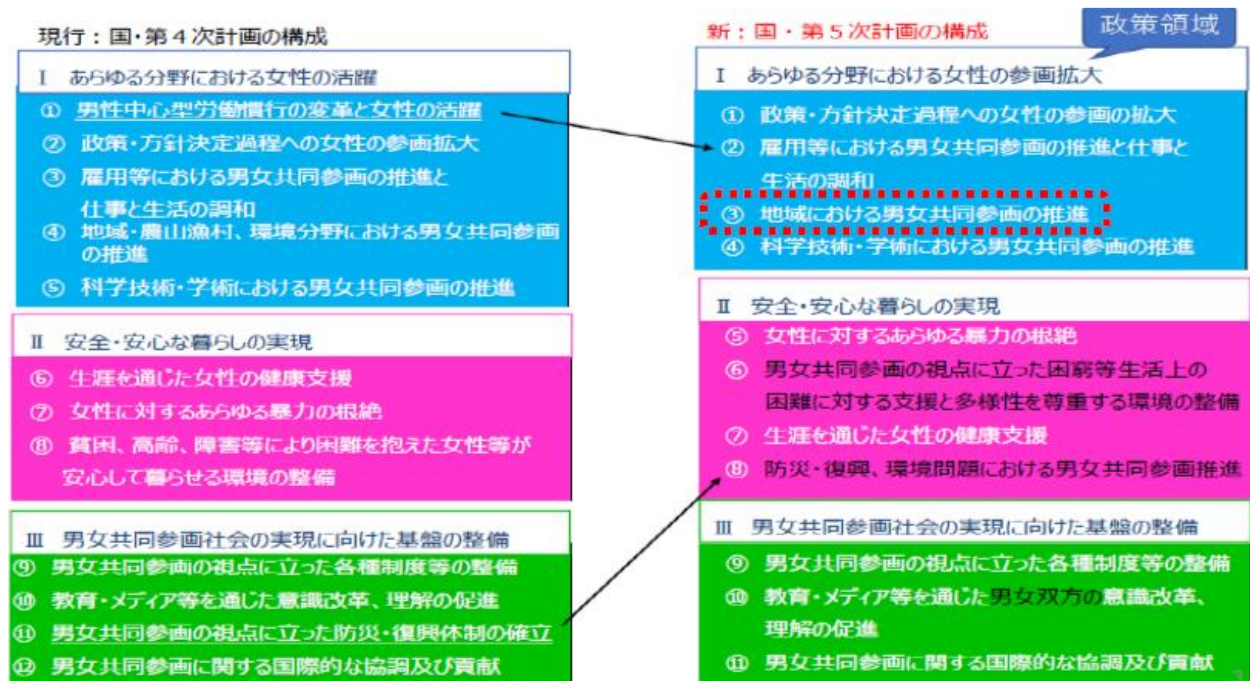 現行：国・第４次計画の構成
Ⅰ あらゆる分野における女性の活躍
① 男性中心型労働慣行の変革と女性の活躍
② 政策・方針決定過程への女性の参画拡大
③ 雇用等における男女共同参画の推進と
仕事と生活の調和
④ 地域・農山漁村、環境分野における男女共同参画
の推進
⑤ 科学技術・学術における男女共同参画の推進
Ⅱ 安全・安心な暮らしの実現
⑥ 生涯を通じた女性の健康支援
⑦ 女性に対するあらゆる暴力の根絶
⑧ 貧困、高齢、障害等により困難を抱えた女性等が
安心して暮らせる環境の整備
Ⅲ 男女共同参画社会の実現に向けた基盤の整備
⑨ 男女共同参画の視点に立った各種制度等の整備
⑩ 教育・メディア等を通じた意識改革、理解の促進
⑪ 男女共同参画の視点に立った防災・復興体制の確立
⑫ 男女共同参画に関する国際的な協調及び貢献
新：国・第５次計画の構成
政策領域
Ⅰ あらゆる分野における女性の参画拡大
① 政策・方針決定過程への女性の参画の拡大
② 雇用等における男女共同参画の推進と仕事と
生活の調和
③ 地域における男女共同参画の推進
④ 科学技術・学術における男女共同参画の推進
Ⅱ 安全・安心な暮らしの実現
⑤ 女性に対するあらゆる暴力の根絶
⑥ 男女共同参画の視点に立った困窮等生活上の
困難に対する支援と多様性を尊重する環境の整備
⑦ 生涯を通じた女性の健康支援
⑧ 防災・復興、環境問題における男女共同参画推進
Ⅲ 男女共同参画社会の実現に向けた基盤の整備
⑨ 男女共同参画の視点に立った各種制度等の整備
⑩ 教育・メディア等を通じた男女双方の意識改革、
理解の促進
⑪ 男女共同参画に関する国際的な協調及び貢献
3